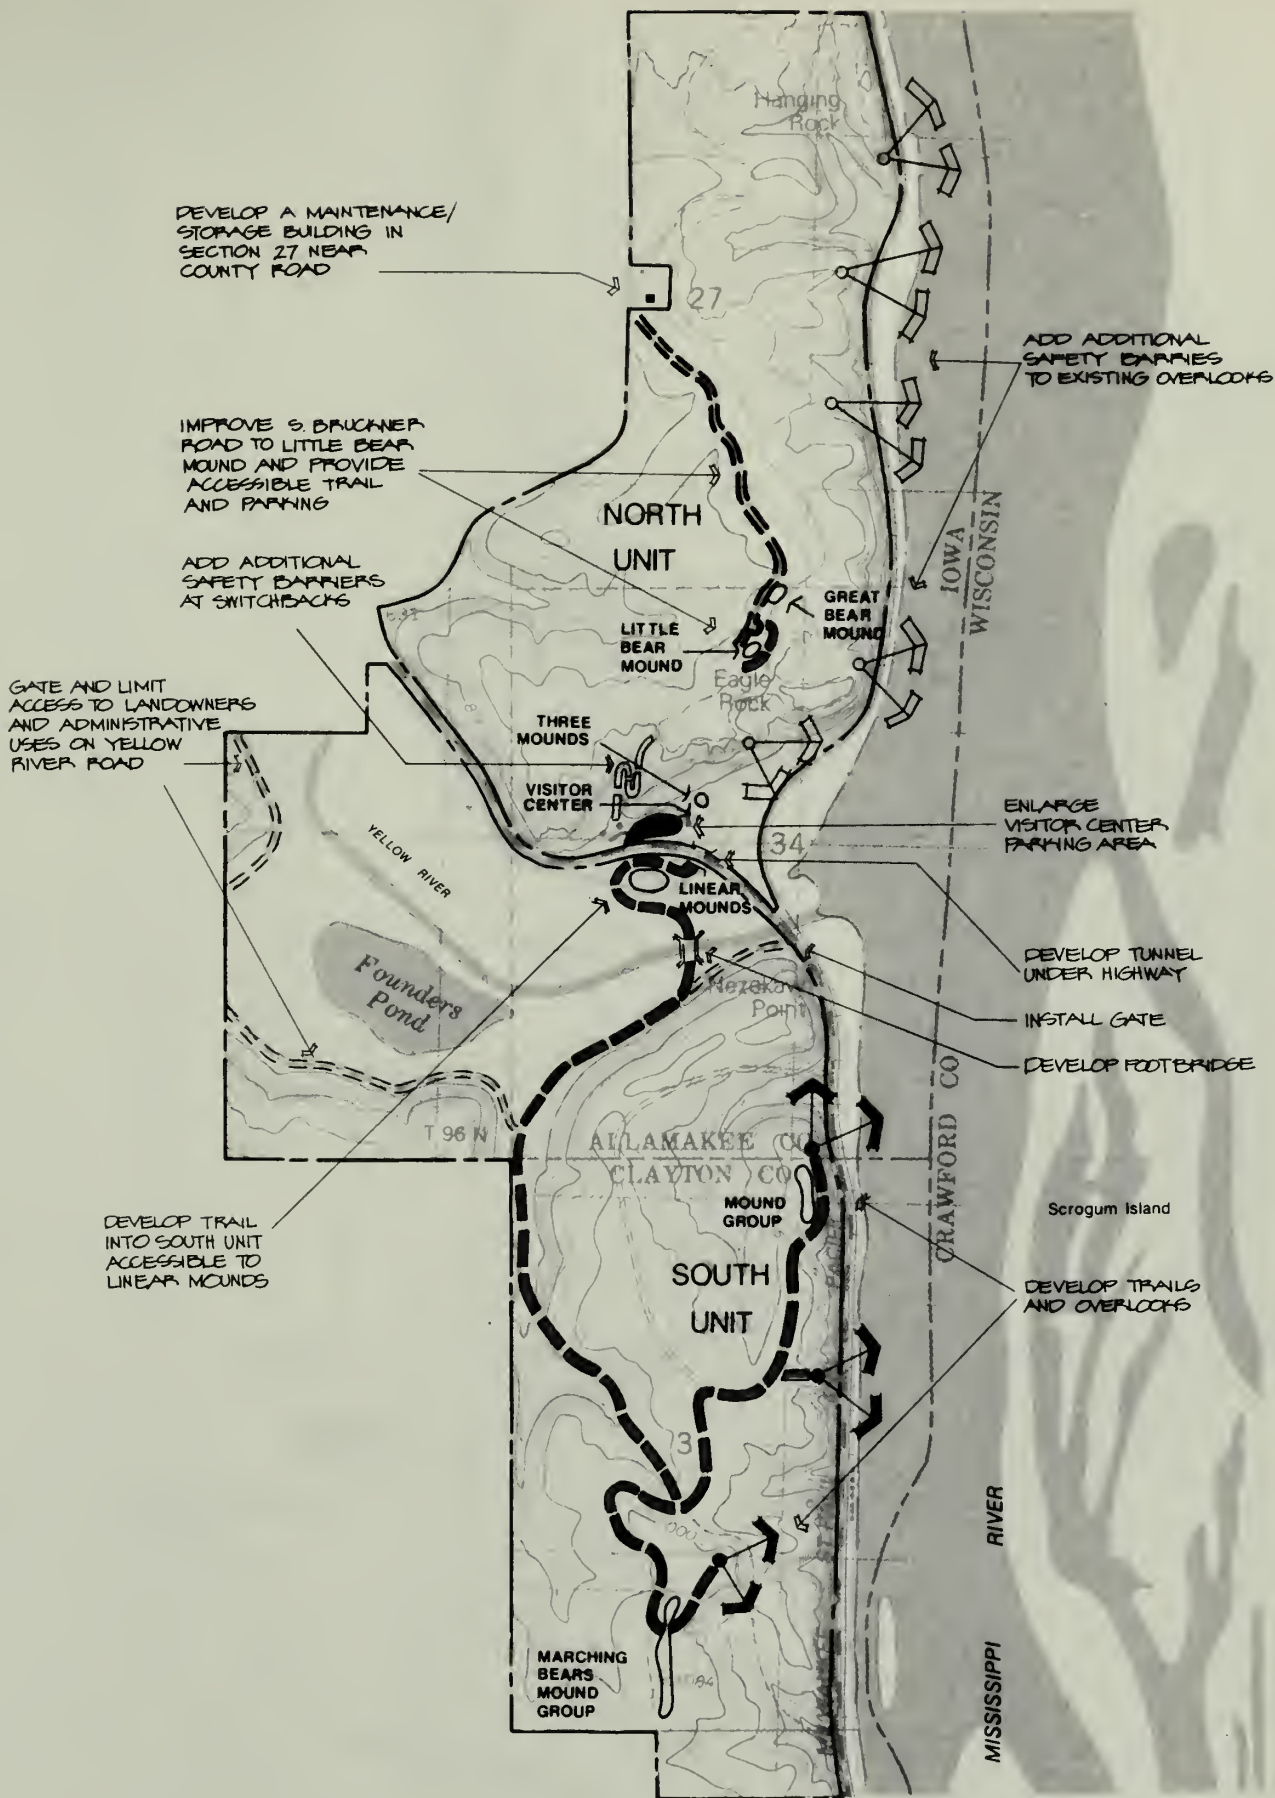 Hanging
Rock
DEVELOP A MAINTENANCE/
STORAGE BUILDING IN
SECTION 27 NEAR
COUNTY ROAD
27
ADD ADDITIONAL
SAFETY BARRIES
TO EXISTING OVERLOOKS
IMPROVE S. BRUCKNER
ROAD TO LITTLE BEAR
MOUND AND PROVIDE
ACCESSIBLE TRAIL
AND PARKING
NORTH
UNIT
IOWA
WISCONSIN
ADD ADDITIONAL
SAFETY BARRIERS
AT SWITCHBACKS
GREAT
BEAR
MOUND
LITTLE
BEAR
MOUND
Eagle
Rock
GATE AND LIMIT
ACCESS TO LANDOWNERS
AND ADMINISTRATIVE
USES ON YELLOW
RIVER ROAD
THREE
MOUNDS
VISITOR
CENTER
ENLARGE
VISITOR CENTER
PARKING AREA
34
YELLOW RIVER
LINEAR
MOUNDS
DEVELOP TUNNEL
UNDER HIGHWAY
Founders
Pond
Point
INSTALL GATE
DEVELOP FOOTBRIDGE
T 96 N
ALLAMAKEE CO
CLAYTON CO
CRAWFORD CO
MOUND
GROUP
Scrogum Island
DEVELOP TRAIL
INTO SOUTH UNIT
ACCESSIBLE TO
LINEAR MOUNDS
SOUTH
UNIT
PACIFIC
DEVELOP TRAILS
AND OVERLOOKS
3
MARCHING
BEARS
MOUND
GROUP
MISSISSIPPI RIVER